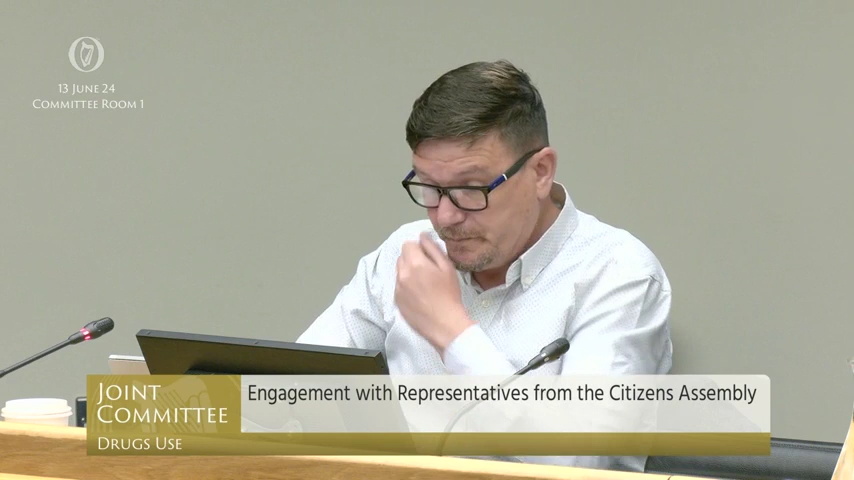 13 June 24
Committee Room 1
Engagement with Representatives from the Citizens Assembly
Joint
Committee
Drugs Use